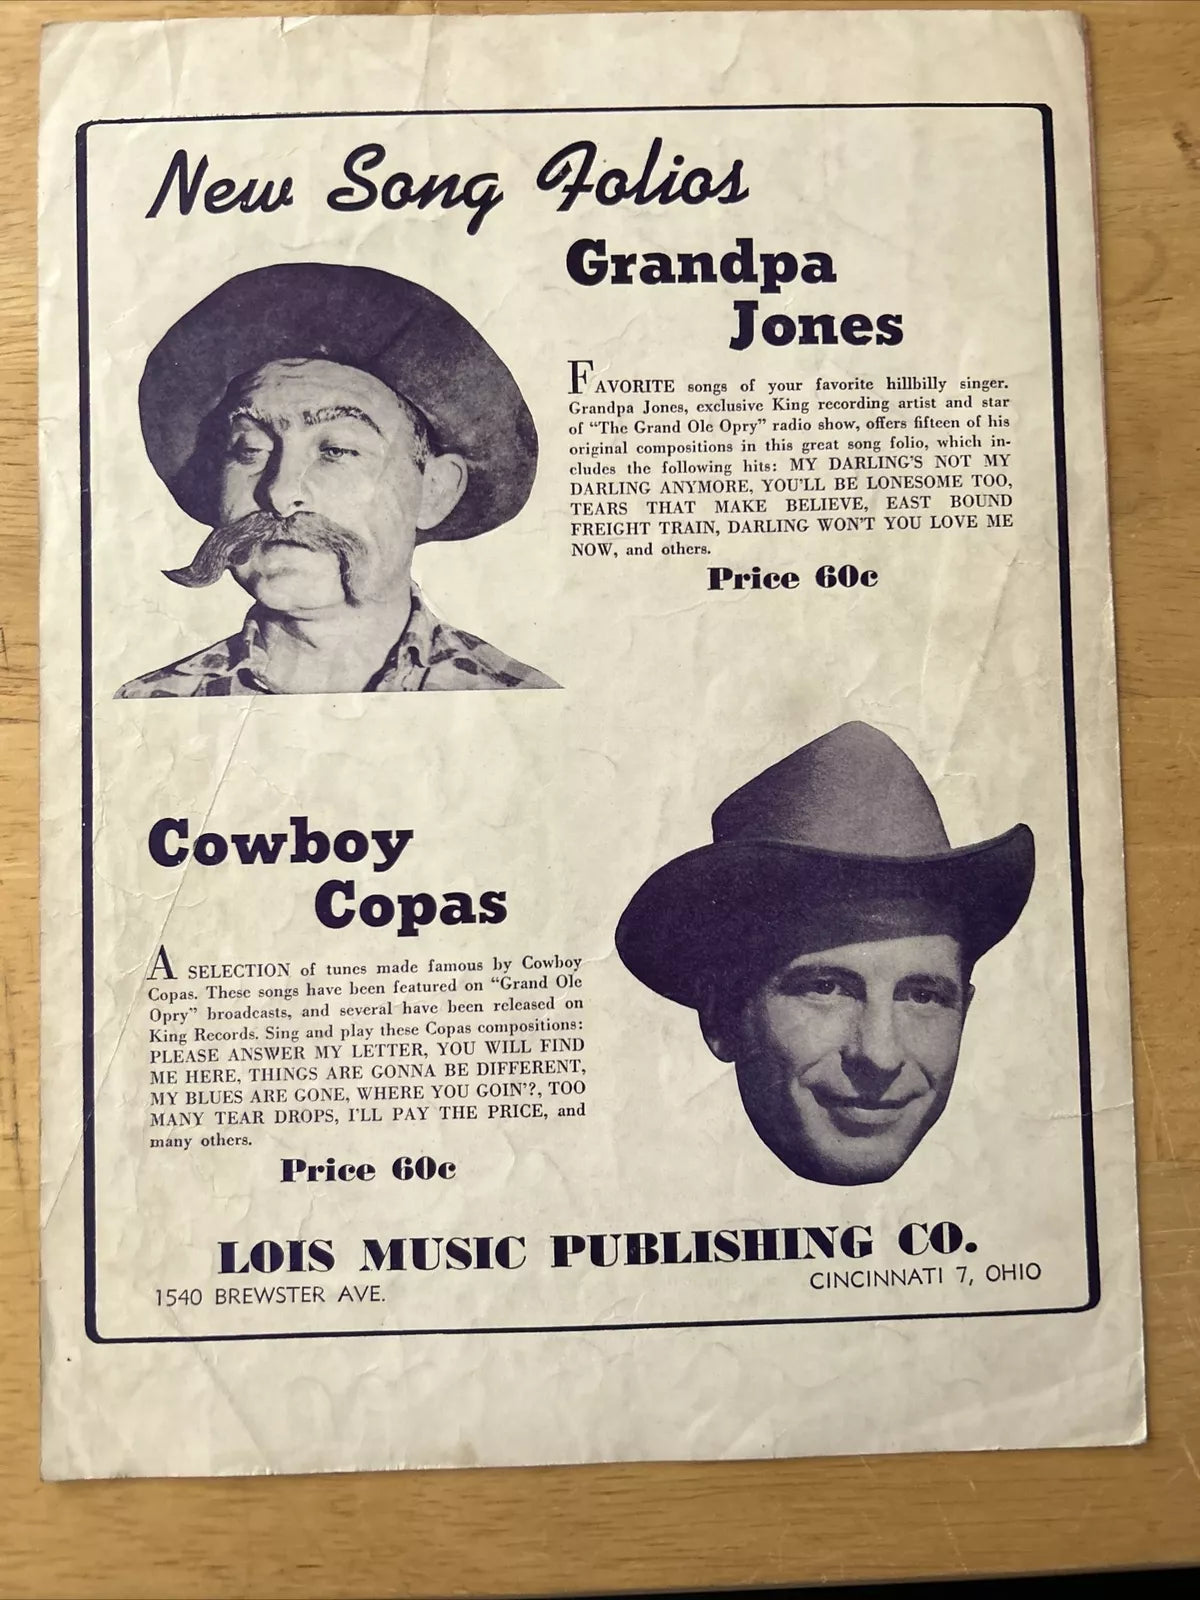 New Song Folios
Grandpa
Jones
FAVORITE songs of your favorite hillbilly singer.
Grandpa Jones, exclusive King recording artist and star
of “The Grand Ole Opry” radio show, offers fifteen of his
original compositions in this great song folio, which in-
cludes the following hits: MY DARLING'S NOT MY
DARLING ANYMORE, YOU'LL BE LONESOME TOO,
TEARS THAT MAKE BELIEVE, EAST BOUND
FREIGHT TRAIN, DARLING WON'T YOU LOVE ME
NOW, and others.
Price 60c
Cowboy
Copas
A SELECTION of tunes made famous by Cowboy
Copas. These songs have been featured on “Grand Ole
Opry” broadcasts, and several have been released on
King Records. Sing and play these Copas compositions:
PLEASE ANSWER MY LETTER, YOU WILL FIND
ME HERE, THINGS ARE GONNA BE DIFFERENT,
MY BLUES ARE GONE, WHERE YOU GOIN'?, TOO
MANY TEAR DROPS, I'LL PAY THE PRICE, and
many others.
Price 60c
LOIS MUSIC PUBLISHING CO.
1540 BREWSTER AVE.
CINCINNATI 7, OHIO